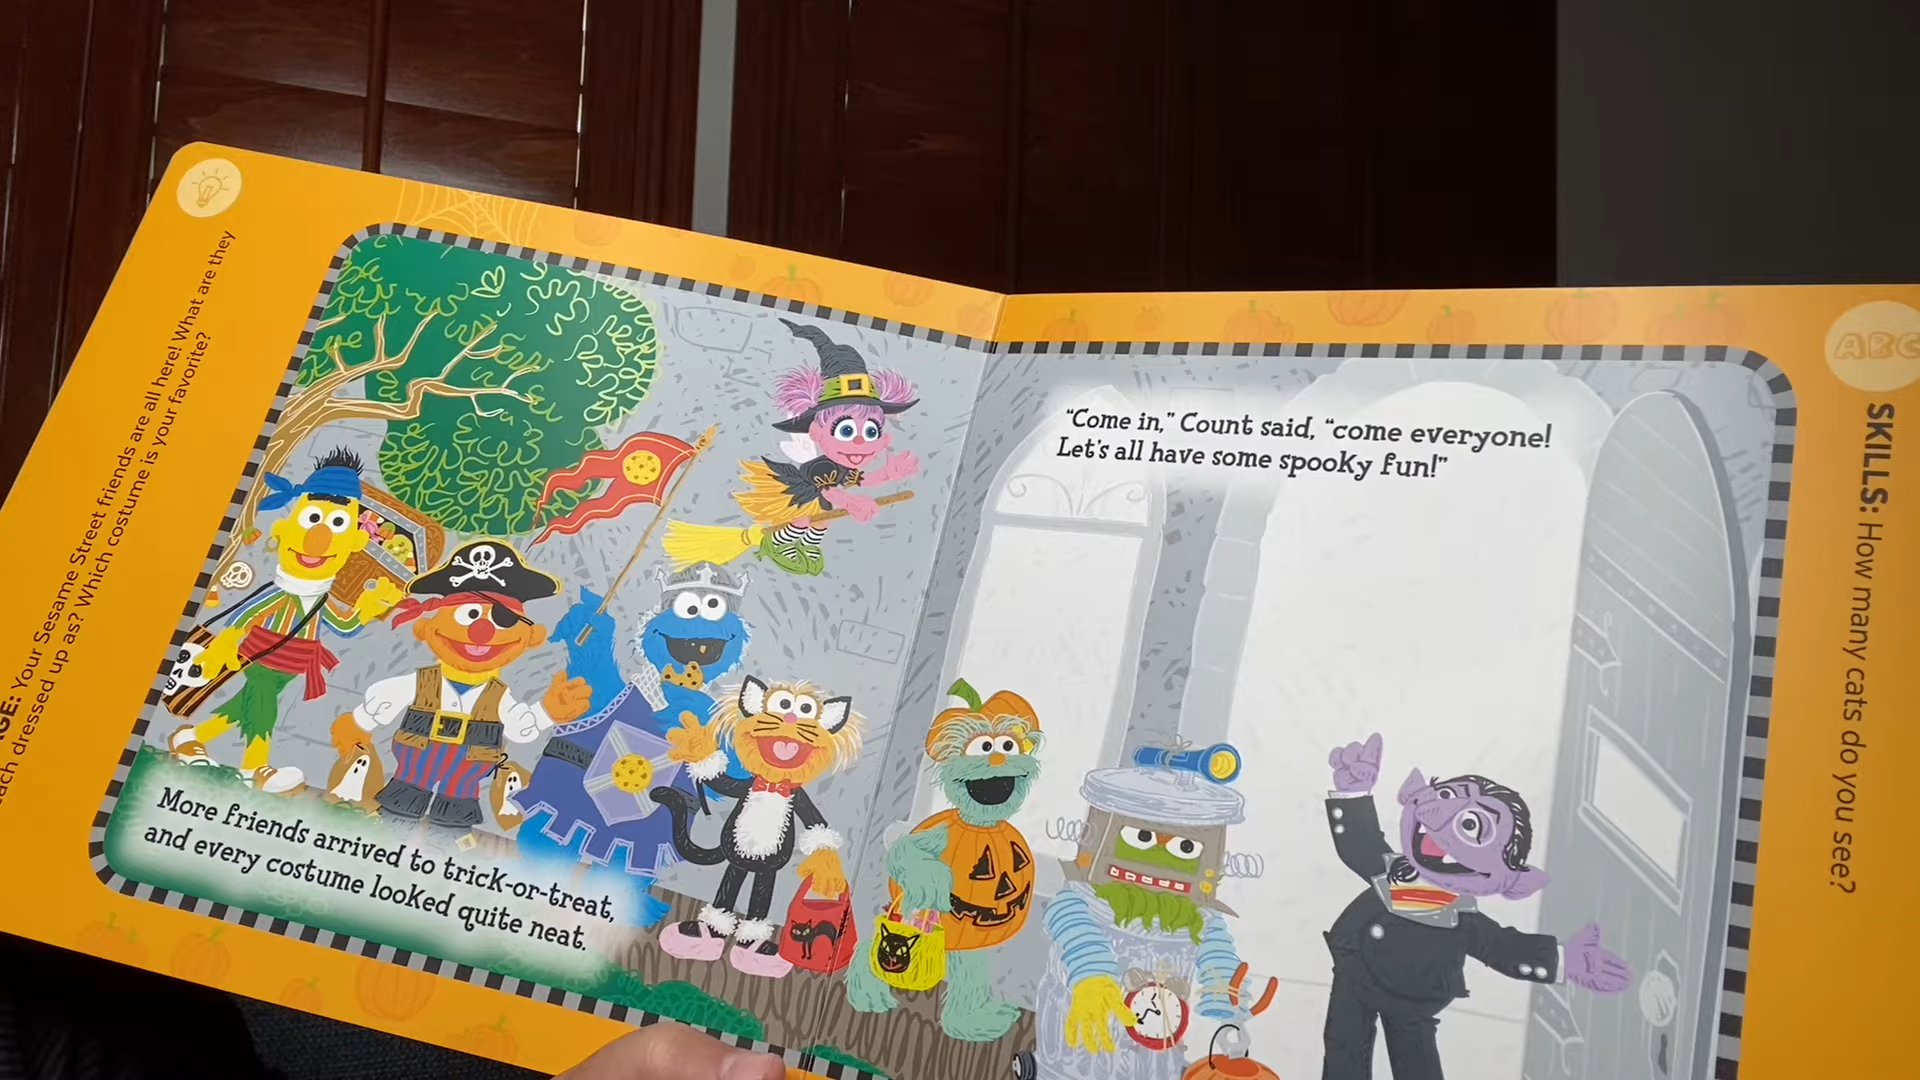 Your Sesame Street friends are all here! What are they
each dressed up as? Which costume is your favorite?
More friends arrived to trick-or-treat,
and every costume looked quite neat.
"Come in," Count said, "come everyone!
Let's all have some spooky fun!"
ABC
SKILLS: How many cats do you see?